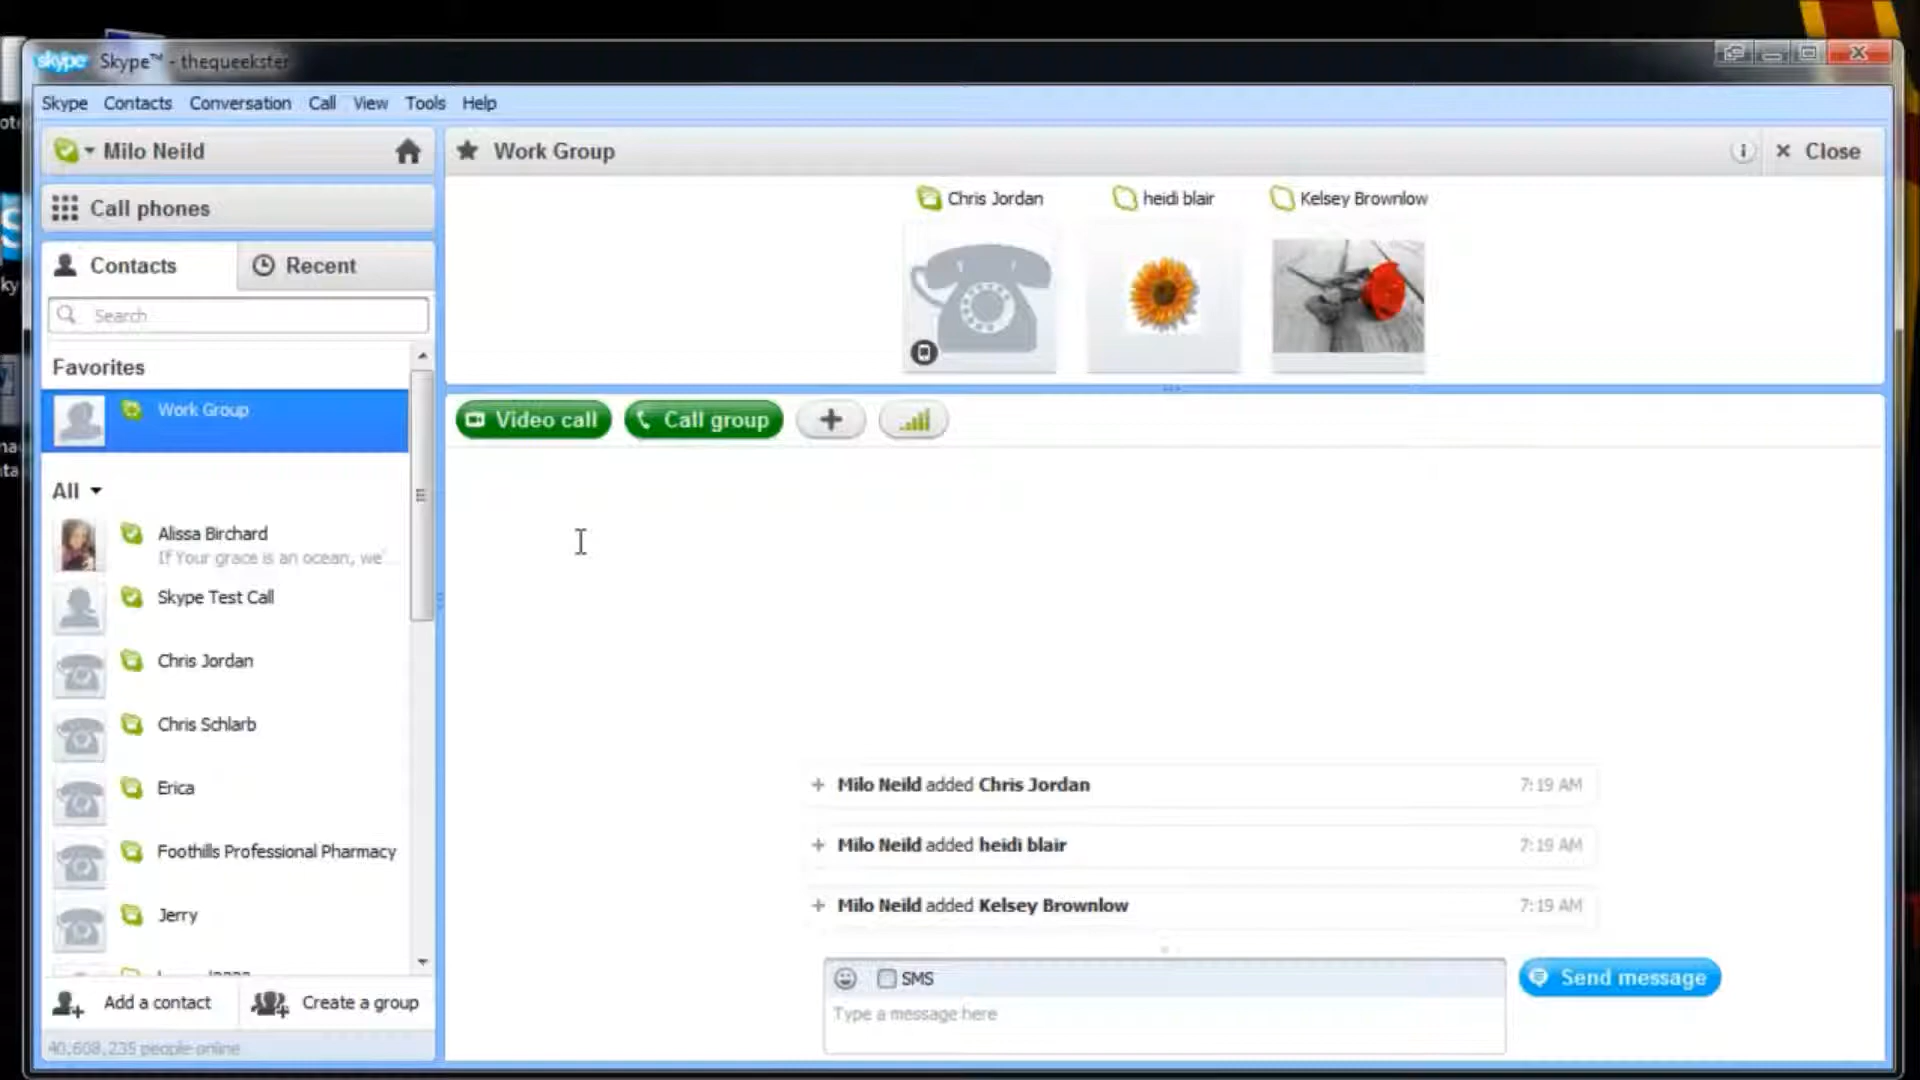 skype Skype™ - thequeekster
Skype Contacts Conversation Call View Tools Help
Milo Neild
Call phones
Contacts Recent
Search
Favorites
Work Group
All
Alissa Birchard
If Your grace is an ocean, we'...
Skype Test Call
Chris Jordan
Chris Schlarb
Erica
Foothills Professional Pharmacy
Jerry
Add a contact Create a group
40,608,235 people online
Work Group
Close
Chris Jordan heidi blair Kelsey Brownlow
Video call Call group
Milo Neild added Chris Jordan 7:19 AM
Milo Neild added heidi blair 7:19 AM
Milo Neild added Kelsey Brownlow 7:19 AM
SMS
Type a message here
Send message